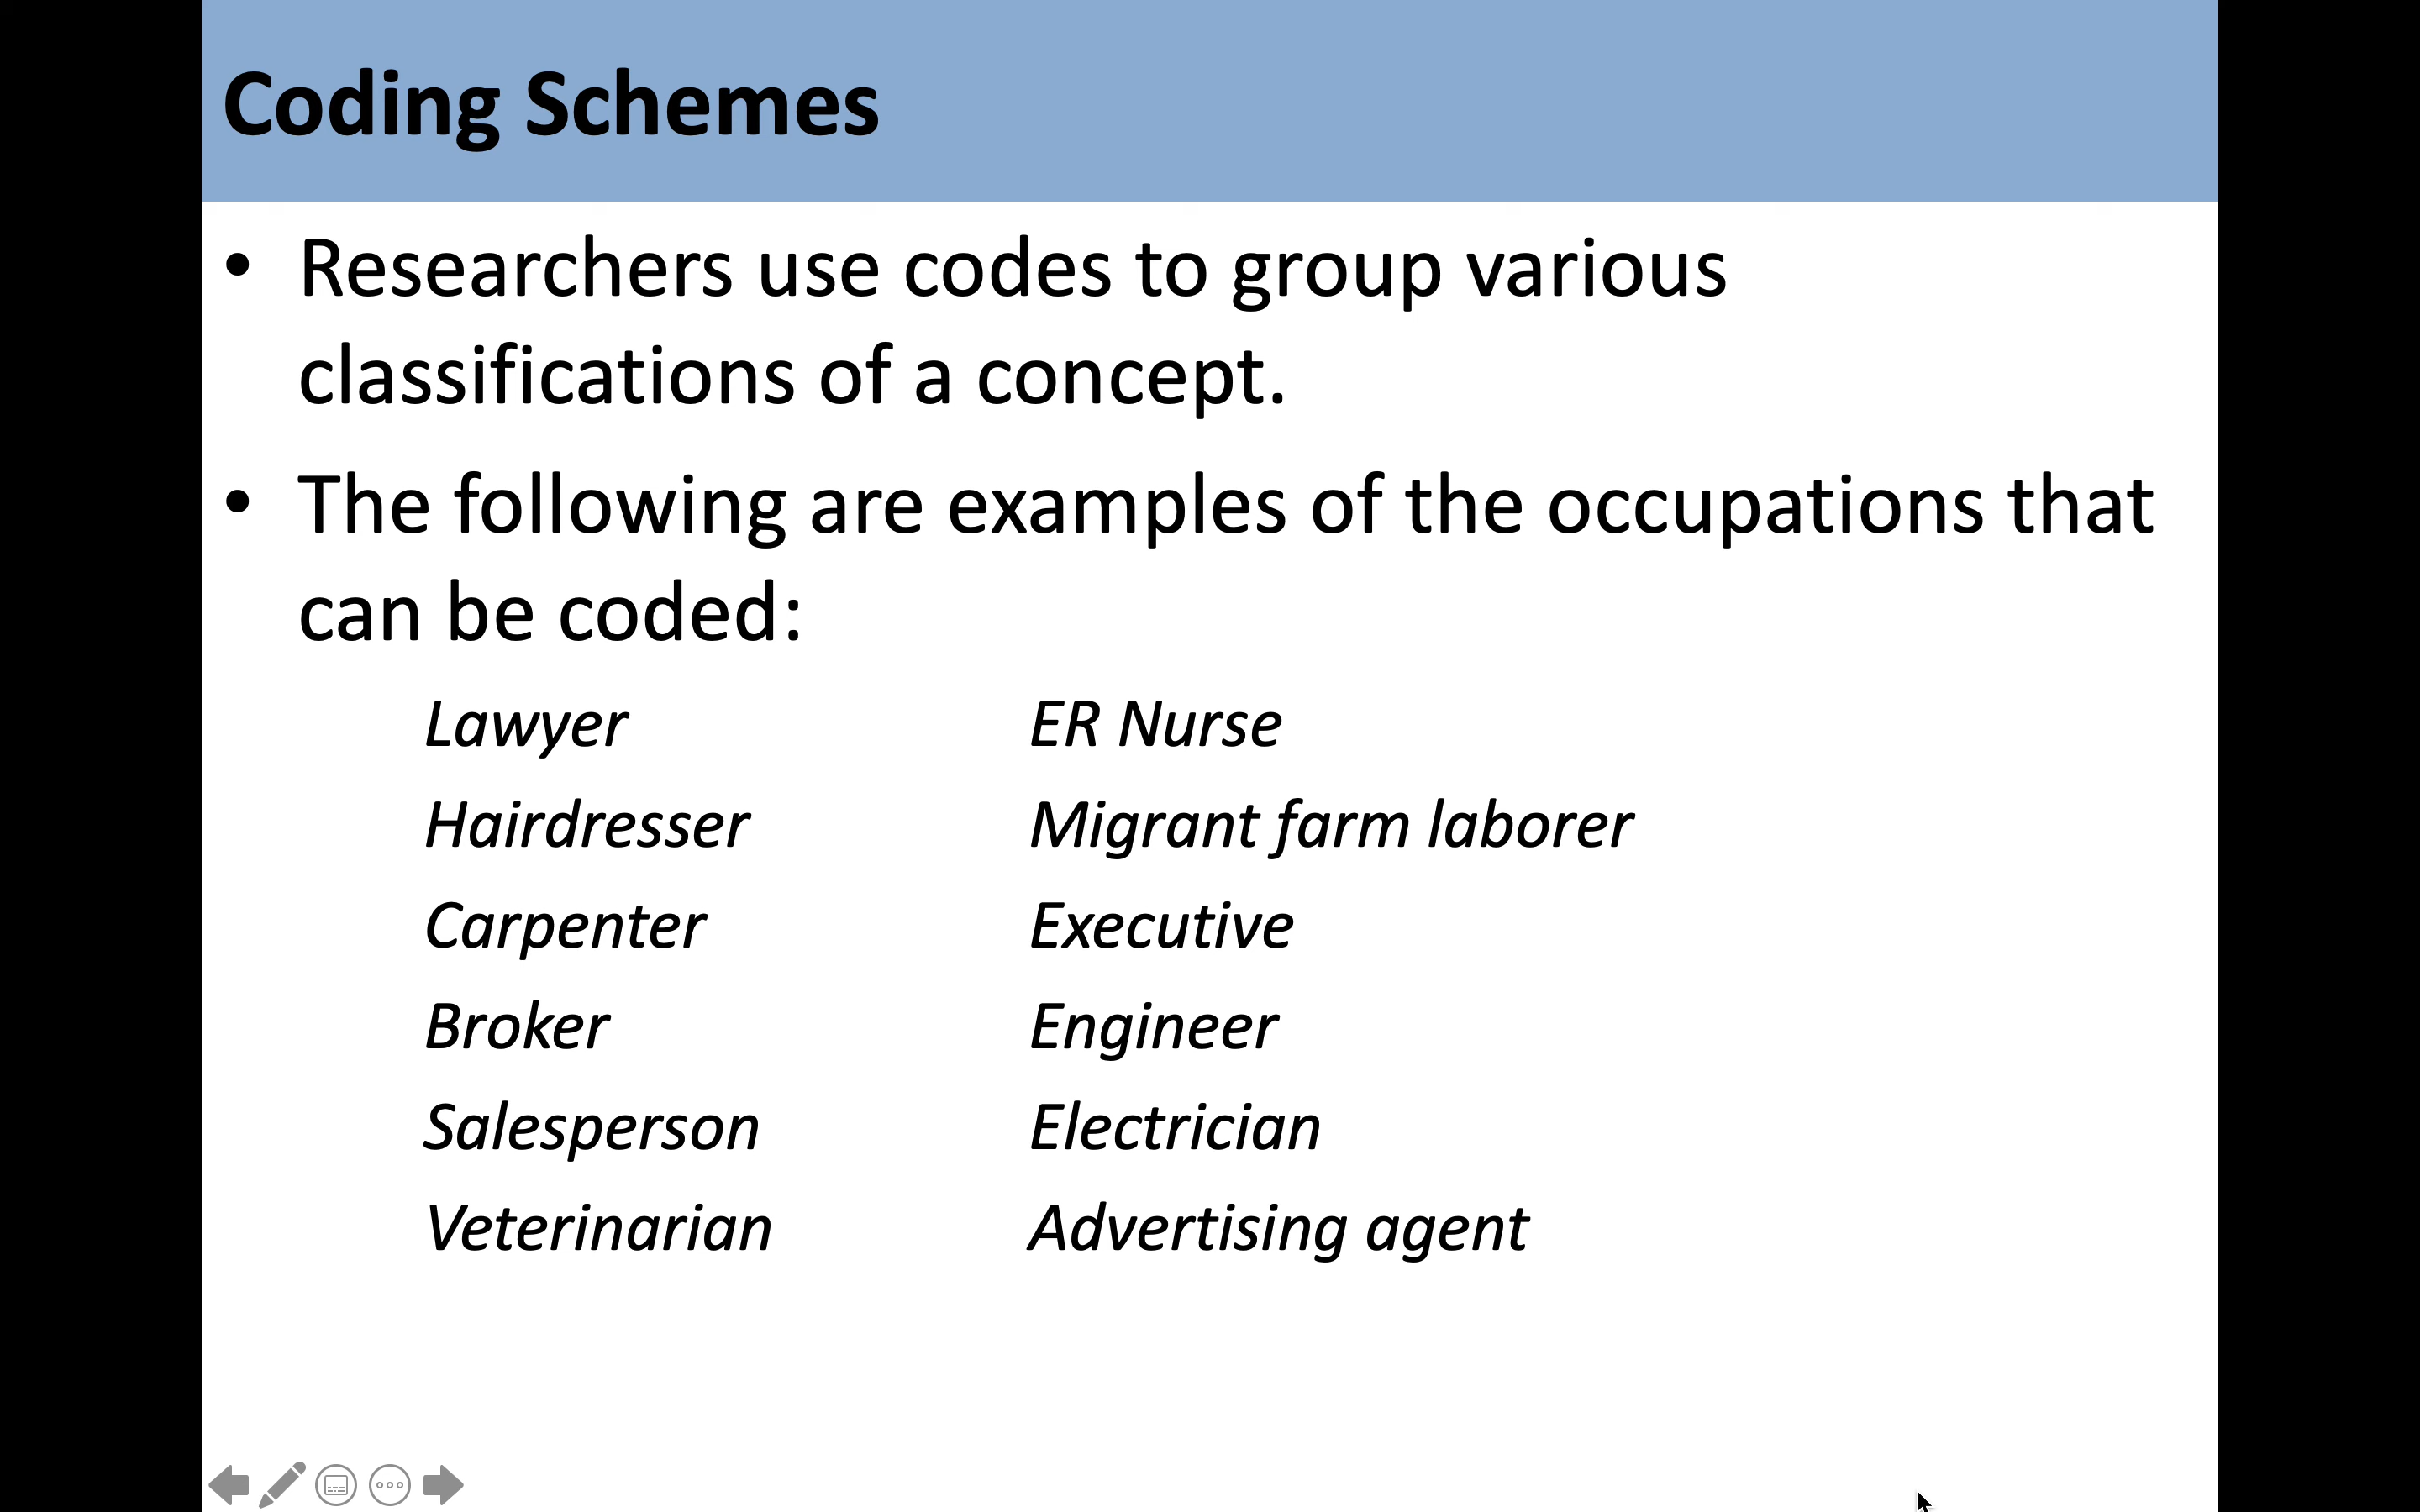 Coding Schemes
• Researchers use codes to group various
classifications of a concept.
• The following are examples of the occupations that
can be coded:
Lawyer ER Nurse
Hairdresser Migrant farm laborer
Carpenter Executive
Broker Engineer
Salesperson Electrician
Veterinarian Advertising agent